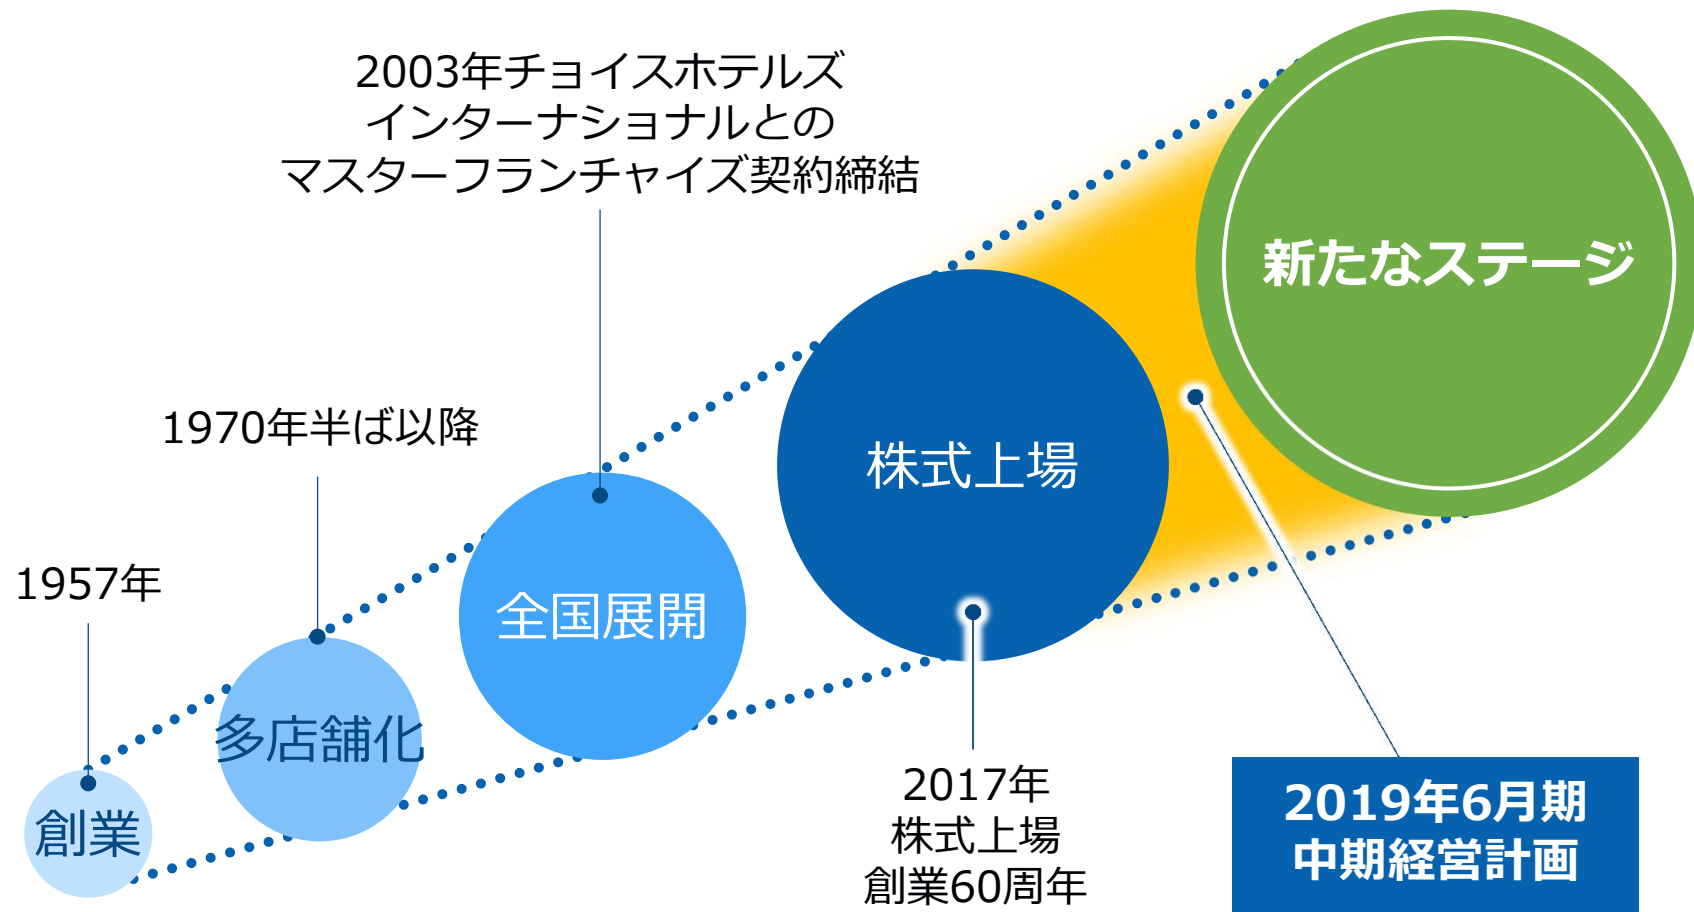 1957年
創業
1970年半ば以降
多店舗化
2003年チョイスホテルズ
インターナショナルとの
マスターフランチャイズ契約締結
全国展開
株式上場
2017年
株式上場
創業60周年
2019年6月期
中期経営計画
新たなステージ